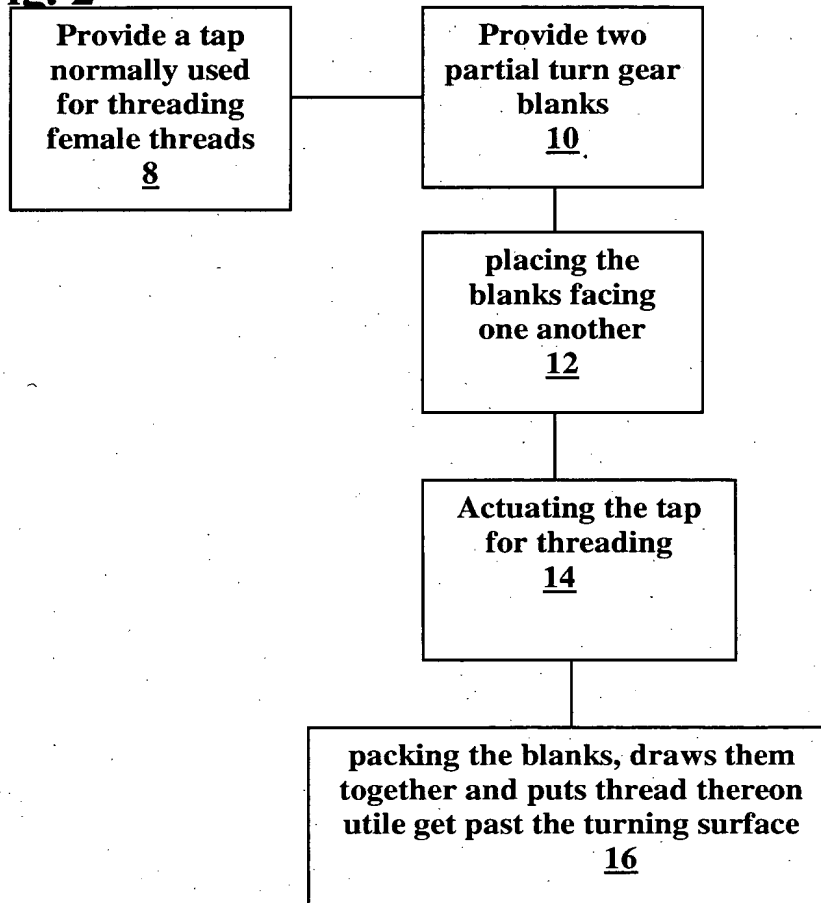 Provide a tap
normally used
for threading
female threads
8
Provide two
partial turn gear
blanks
10
placing the
blanks facing
one another
12
Actuating the tap
for threading
14
packing the blanks, draws them
together and puts thread thereon
utile get past the turning surface
16